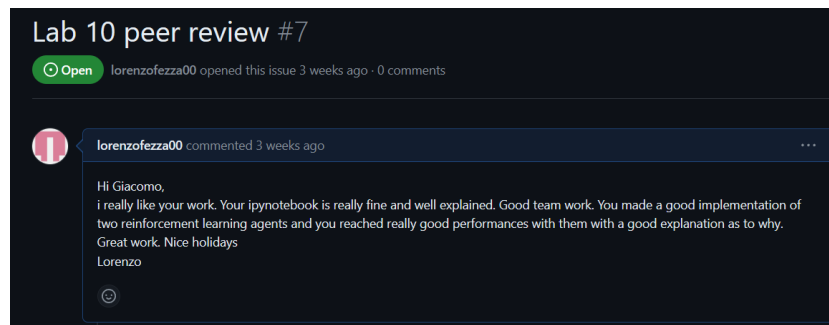 Lab 10 peer review #7
Open lorenzofezza00 opened this issue 3 weeks ago · 0 comments
lorenzofezza00 commented 3 weeks ago
Hi Giacomo,
i really like your work. Your ipynotebook is really fine and well explained. Good team work. You made a good implementation of
two reinforcement learning agents and you reached really good performances with them with a good explanation as to why.
Great work. Nice holidays
Lorenzo